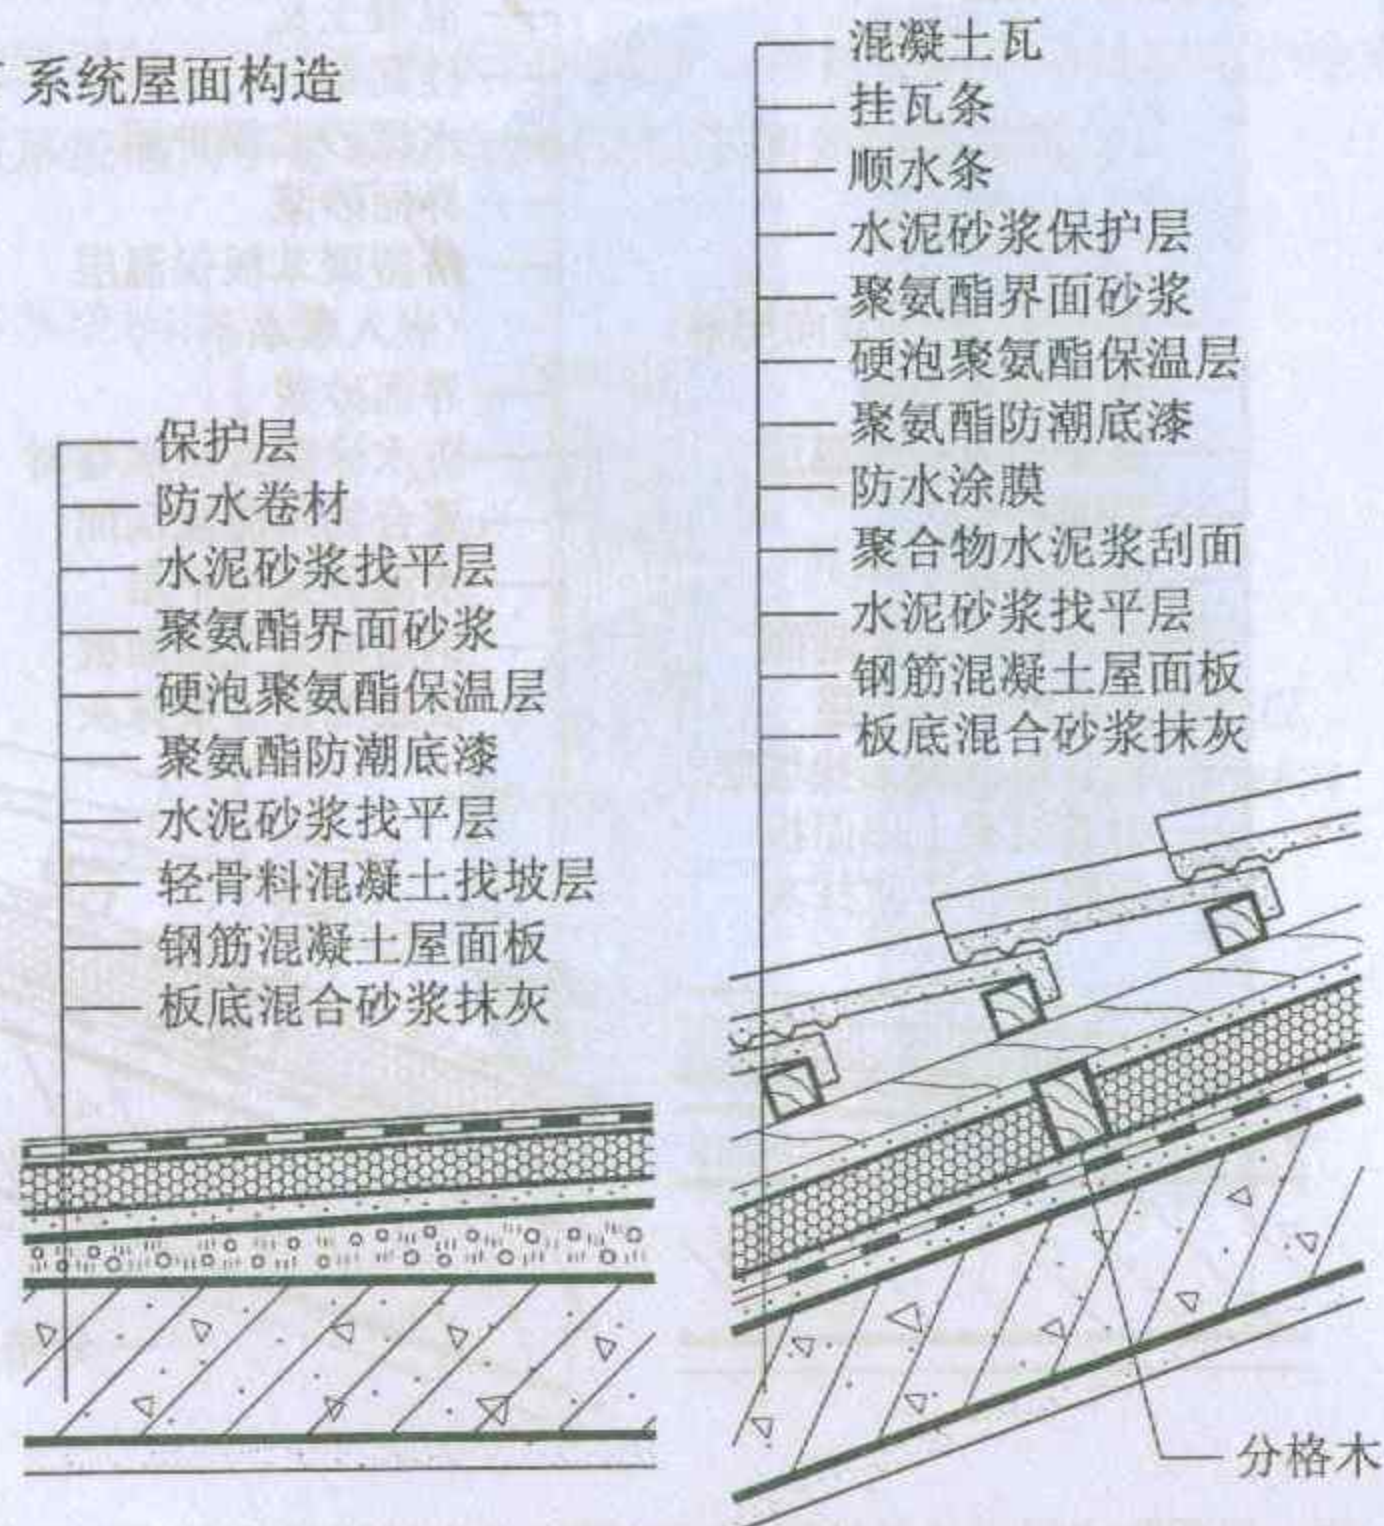 系统屋面构造
保护层
防水卷材
水泥砂浆找平层
聚氨酯界面砂浆
硬泡聚氨酯保温层
聚氨酯防潮底漆
水泥砂浆找平层
轻骨料混凝土找坡层
钢筋混凝土屋面板
板底混合砂浆抹灰
混凝土瓦
挂瓦条
顺水条
水泥砂浆保护层
聚氨酯界面砂浆
硬泡聚氨酯保温层
聚氨酯防潮底漆
防水涂膜
聚合物水泥浆刮面
水泥砂浆找平层
钢筋混凝土屋面板
板底混合砂浆抹灰
分格木